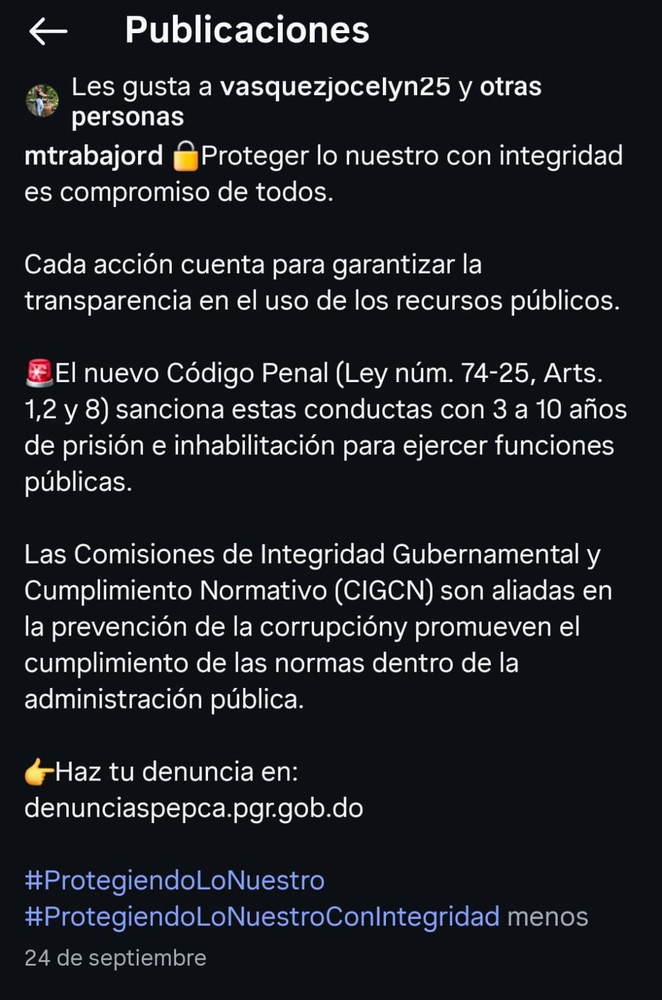 Publicaciones
Les gusta a vasquezjocelyn25 y otras
personas
mtrabajord 🔒Proteger lo nuestro con integridad
es compromiso de todos.
Cada acción cuenta para garantizar la
transparencia en el uso de los recursos públicos.
🚨El nuevo Código Penal (Ley núm. 74-25, Arts.
1,2 y 8) sanciona estas conductas con 3 a 10 años
de prisión e inhabilitación para ejercer funciones
públicas.
Las Comisiones de Integridad Gubernamental y
Cumplimiento Normativo (CIGCN) son aliadas en
la prevención de la corrupcióny promueven el
cumplimiento de las normas dentro de la
administración pública.
👉Haz tu denuncia en:
denunciaspepca.pgr.gob.do
#ProtegiendoLoNuestro
#ProtegiendoLoNuestroConIntegridad menos
24 de septiembre